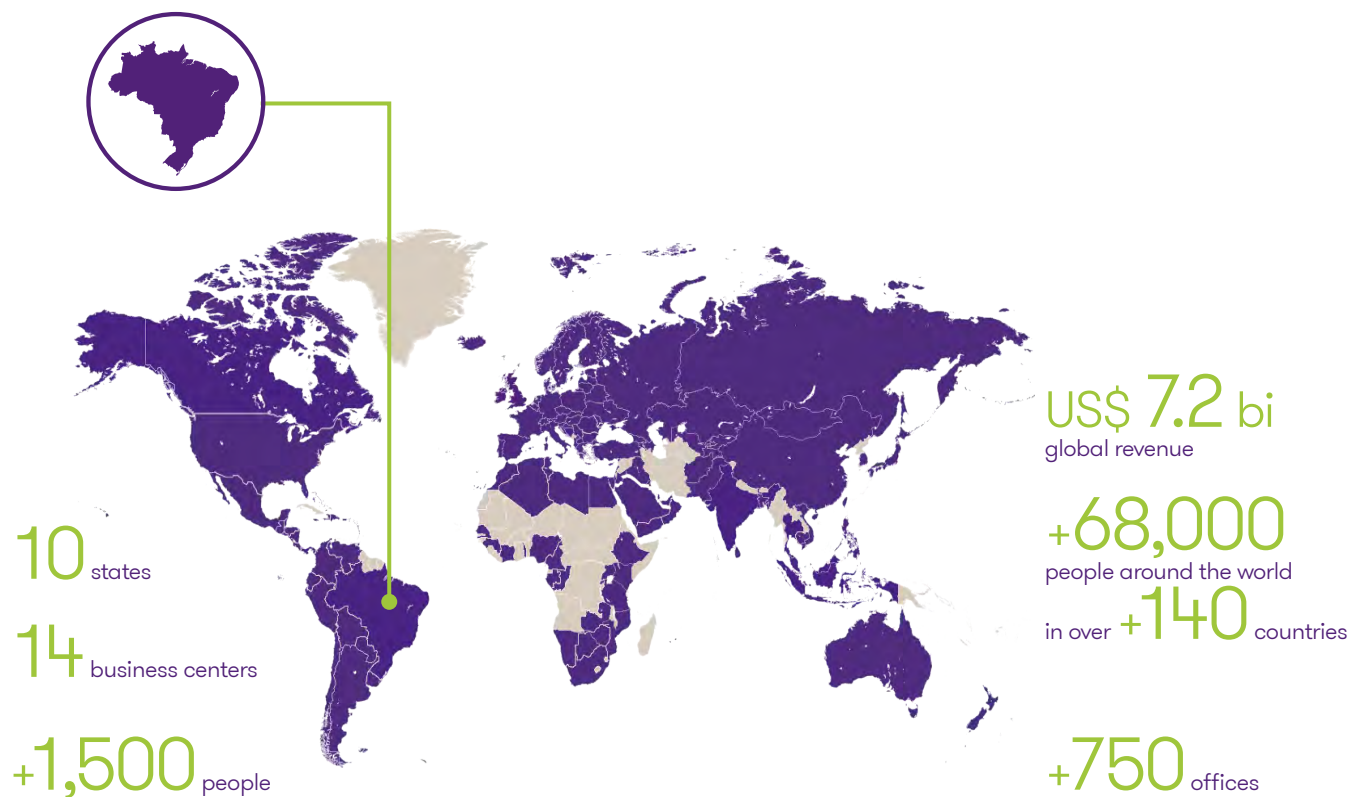 10 states
14 business centers
+1,500 people
US$ 7.2 bi
global revenue
+68,000
people around the world
in over +140 countries
+750 offices